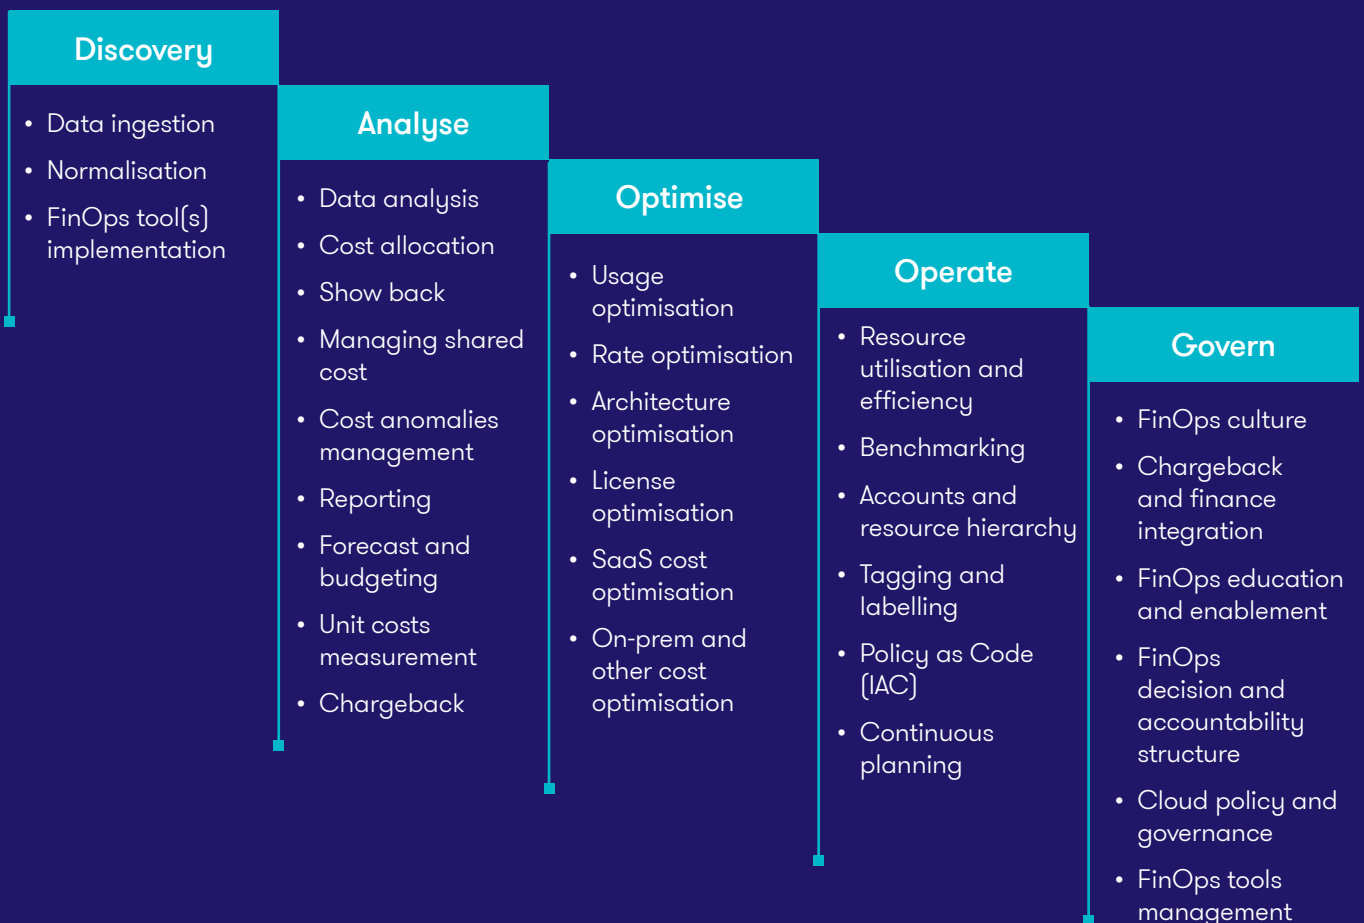 Discovery
• Data ingestion
• Normalisation
• FinOps tool(s)
implementation
Analyse
• Data analysis
• Cost allocation
• Show back
• Managing shared
cost
• Cost anomalies
management
• Reporting
• Forecast and
budgeting
• Unit costs
measurement
• Chargeback
Optimise
• Usage
optimisation
• Rate optimisation
• Architecture
optimisation
• License
optimisation
• SaaS cost
optimisation
• On-prem and
other cost
optimisation
Operate
• Resource
utilisation and
efficiency
• Benchmarking
• Accounts and
resource hierarchy
• Tagging and
labelling
• Policy as Code
(IAC)
• Continuous
planning
Govern
• FinOps culture
• Chargeback
and finance
integration
• FinOps education
and enablement
• FinOps
decision and
accountability
structure
• Cloud policy and
governance
• FinOps tools
management